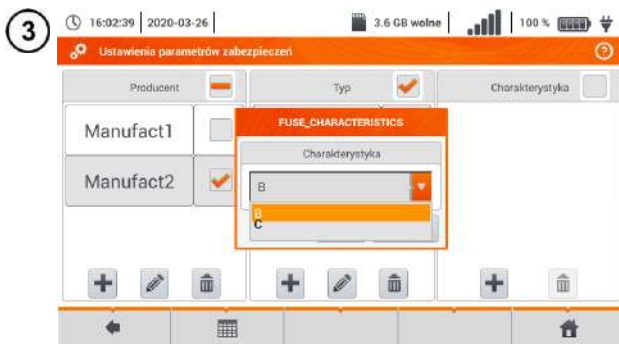 3
16:02:39 2020-03-26 3.6 GB wolne 100 %
Ustawienia parametrów zabezpieczeń
Producent Typ Charakterystyka
FUSE_CHARACTERISTICS
Charakterystyka
Manufact1
Manufact2
B
B
C